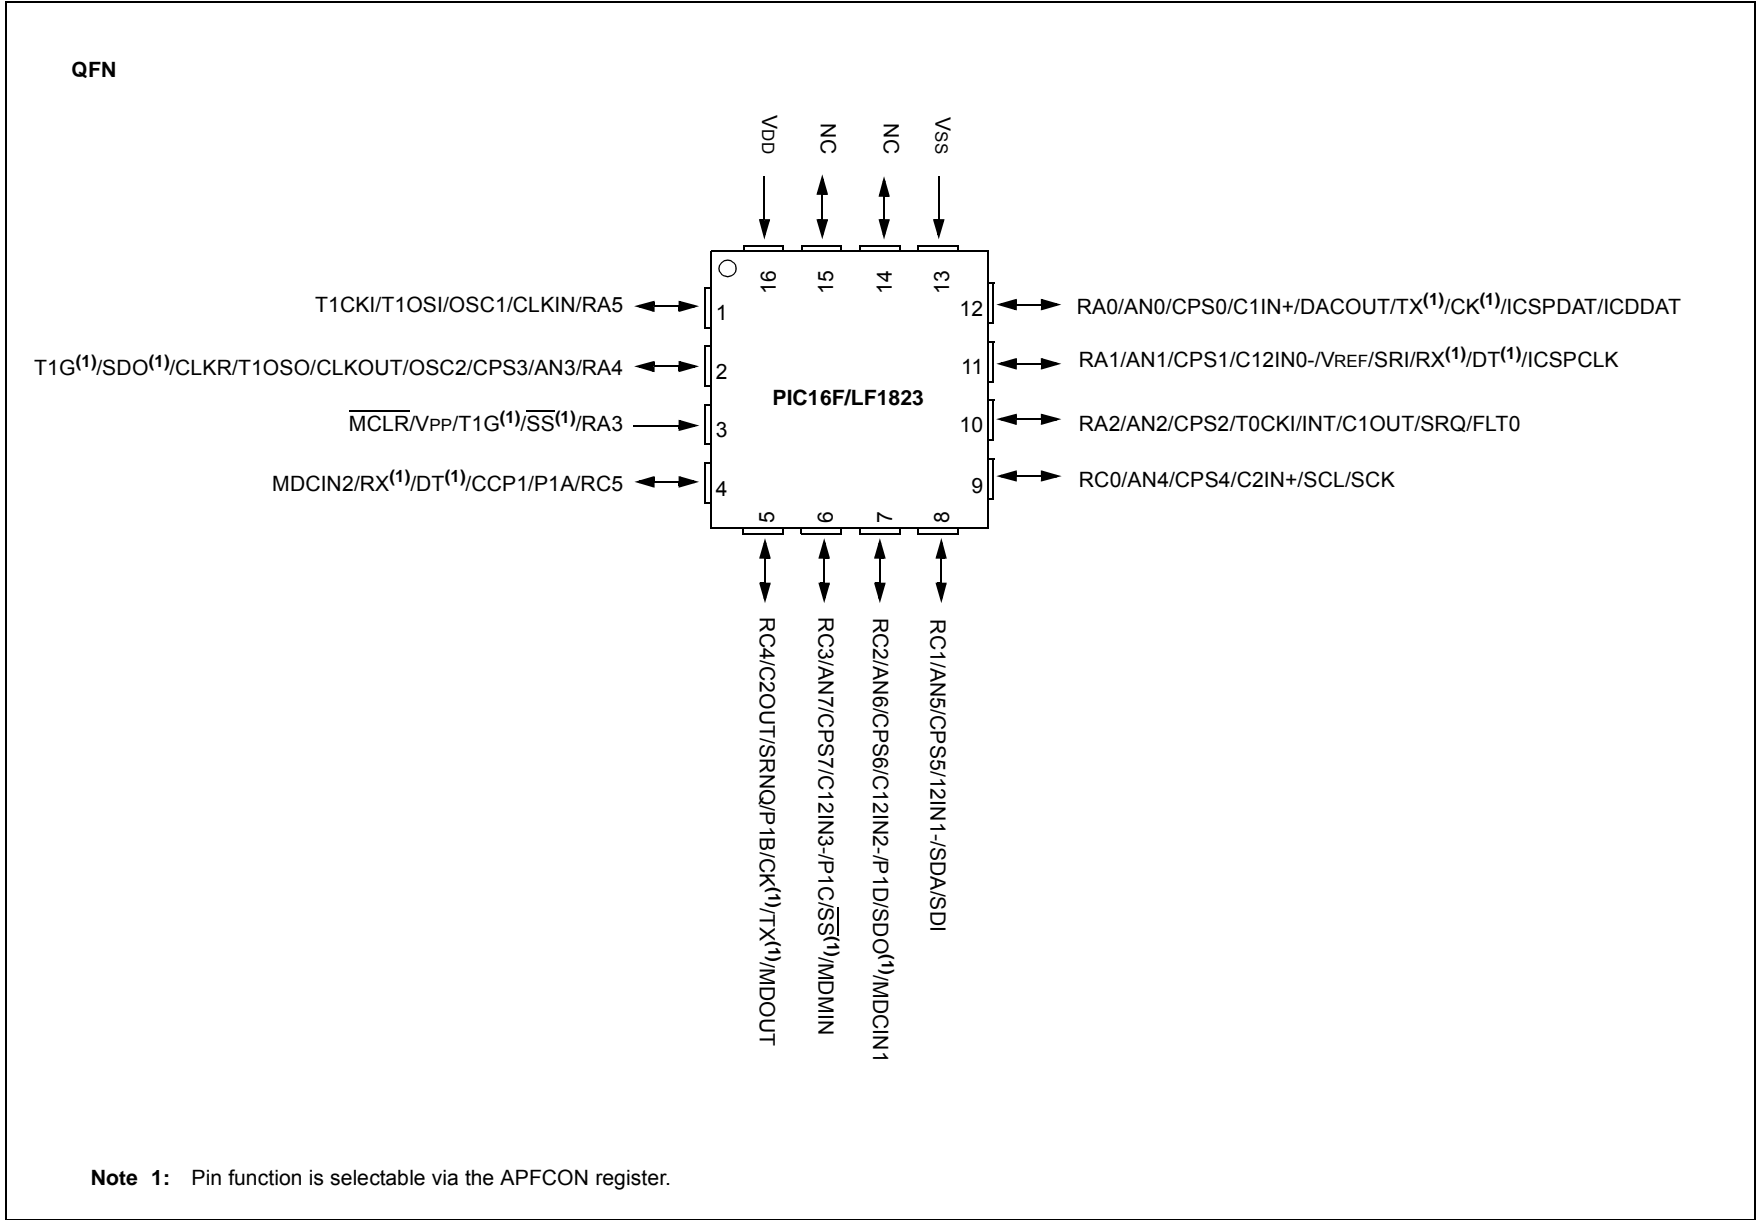 QFN
VDD
NC
NC
VSS
16
15
14
13
T1CKI/T1OSI/OSC1/CLKIN/RA5
1
12
RA0/AN0/CPS0/C1IN+/DACOUT/TX(1)/CK(1)/ICSPDAT/ICDDAT
T1G(1)/SDO(1)/CLKR/T1OSO/CLKOUT/OSC2/CPS3/AN3/RA4
2
11
RA1/AN1/CPS1/C12IN0-/VREF/SRI/RX(1)/DT(1)/ICSPCLK
PIC16F/LF1823
MCLR/VPP/T1G(1)/SS(1)/RA3
3
10
RA2/AN2/CPS2/T0CKI/INT/C1OUT/SRQ/FLT0
MDCIN2/RX(1)/DT(1)/CCP1/P1A/RC5
4
9
RC0/AN4/CPS4/C2IN+/SCL/SCK
5
6
7
8
RC4/C2OUT/SRNQ/P1B/CK(1)/TX(1)/MDOUT
RC3/AN7/CPS7/C12IN3-/P1C/SS(1)/MDMIN
RC2/AN6/CPS6/C12IN2-/P1D/SDO(1)/MDCIN1
RC1/AN5/CPS5/12IN1-/SDA/SDI
Note 1: Pin function is selectable via the APFCON register.